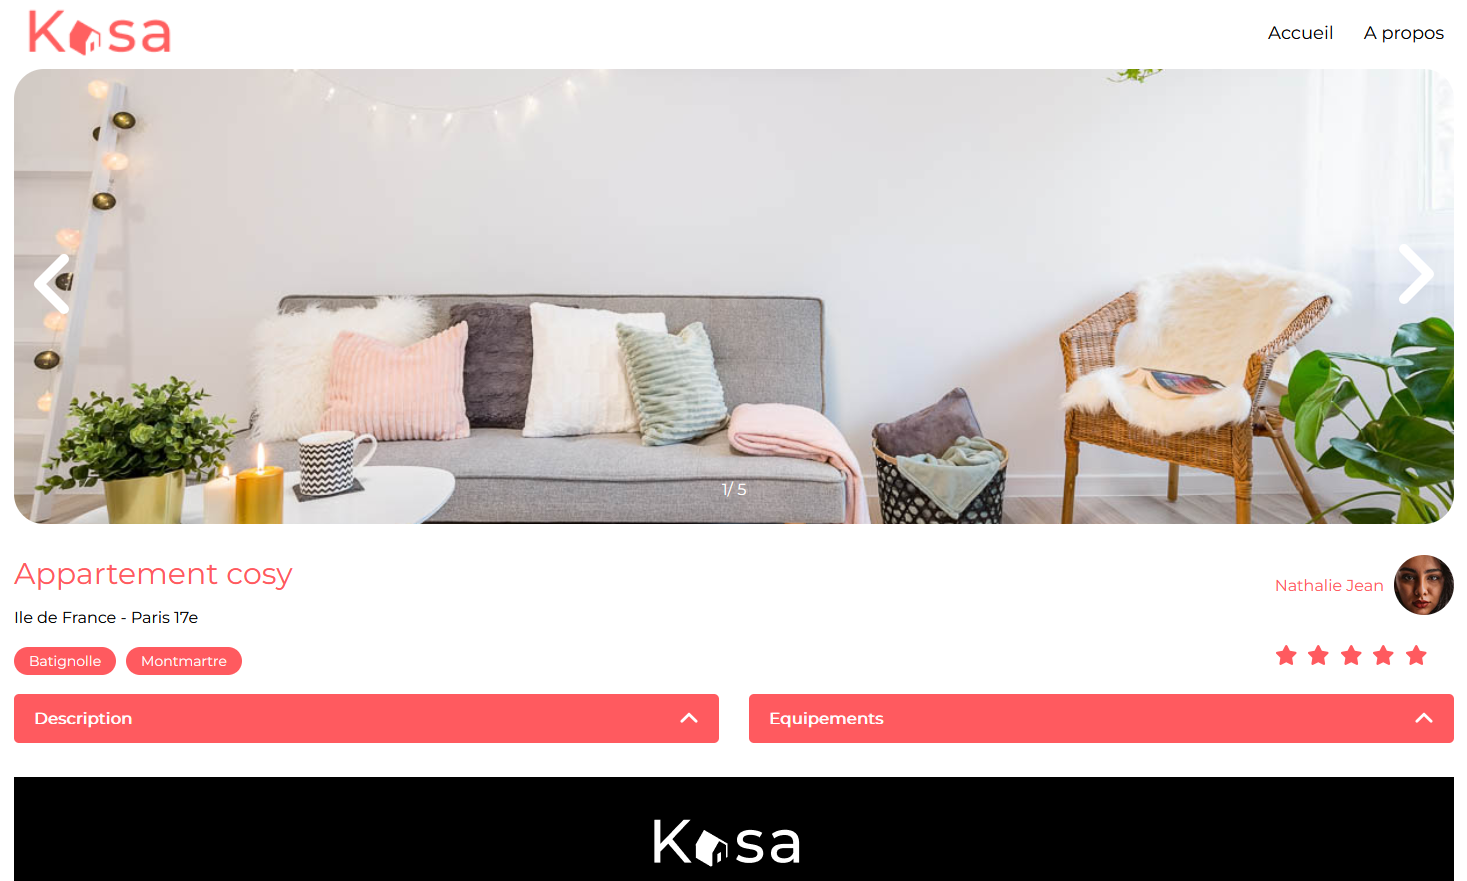 Kasa
Accueil
A propos
1/ 5
Appartement cosy
Nathalie Jean
Ile de France - Paris 17e
Batignolle
Montmartre
Description
Equipements
Kasa